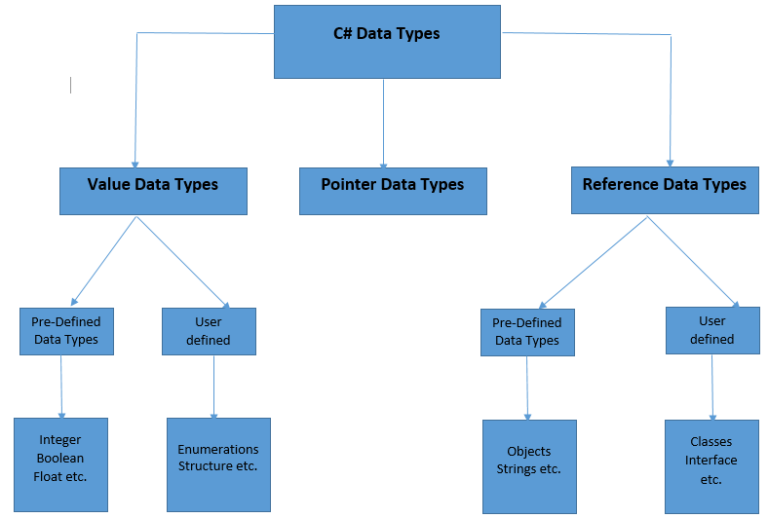 C# Data Types
Value Data Types
Pointer Data Types
Reference Data Types
Pre-Defined
Data Types
User
defined
Pre-Defined
Data Types
User
defined
Integer
Boolean
Float etc.
Enumerations
Structure etc.
Objects
Strings etc.
Classes
Interface
etc.